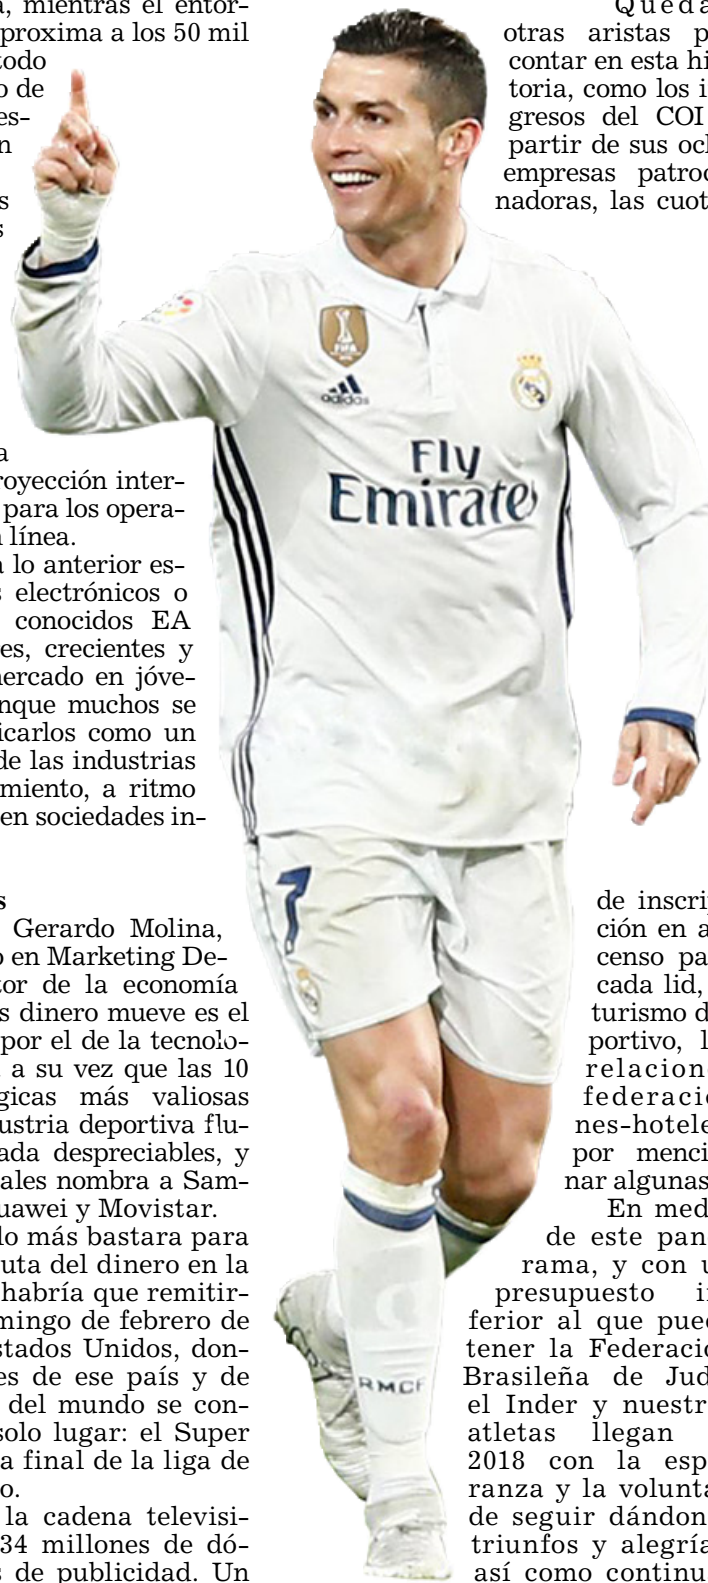 mientras el entor-
proxima a los 50 mil
todo
o de
es-
n
s
s
a
royección inter-
para los opera-
línea.
lo anterior es-
s electrónicos o
conocidos EA
es, crecientes y
mercado en jóve-
nque muchos se
icarlos como un
de las industrias
miento, a ritmo
en sociedades in-
s
Gerardo Molina,
o en Marketing De-
tor de la economía
s dinero mueve es el
por el de la tecnolo-
a su vez que las 10
gicas más valiosas
ustria deportiva flu-
ada despreciables, y
ales nombra a Sam-
uawei y Movistar.
lo más bastara para
uta del dinero en la
habría que remitir-
mingo de febrero de
stados Unidos, don-
es de ese país y de
del mundo se con-
solo lugar: el Super
a final de la liga de
o.
la cadena televisi-
34 millones de dó-
s de publicidad. Un
Queda
otras aristas p
contar en esta hi
toria, como los i
gresos del COI
partir de sus och
empresas patroc
nadoras, las cuot
FIFA
adidas
Fly
Emirates
7
RMCF
de inscrip
ción en a
censo pa
cada lid,
turismo d
portivo, l
relacion
federacio
nes-hotele
por menci
nar algunas
En med
de este pan
rama, y con u
presupuesto in
ferior al que pued
tener la Federació
Brasileña de Jud
el Inder y nuestr
atletas llegan
2018 con la esp
ranza y la volunta
de seguir dándon
triunfos y alegría
así como continu